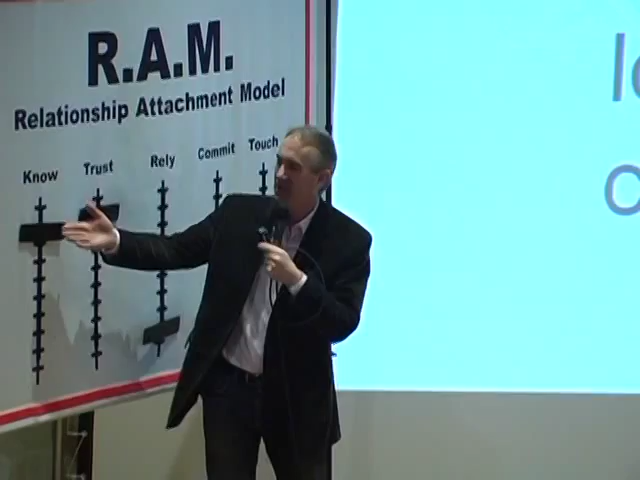 R.A.M.
Relationship Attachment Model
Know Trust Rely Commit Touch